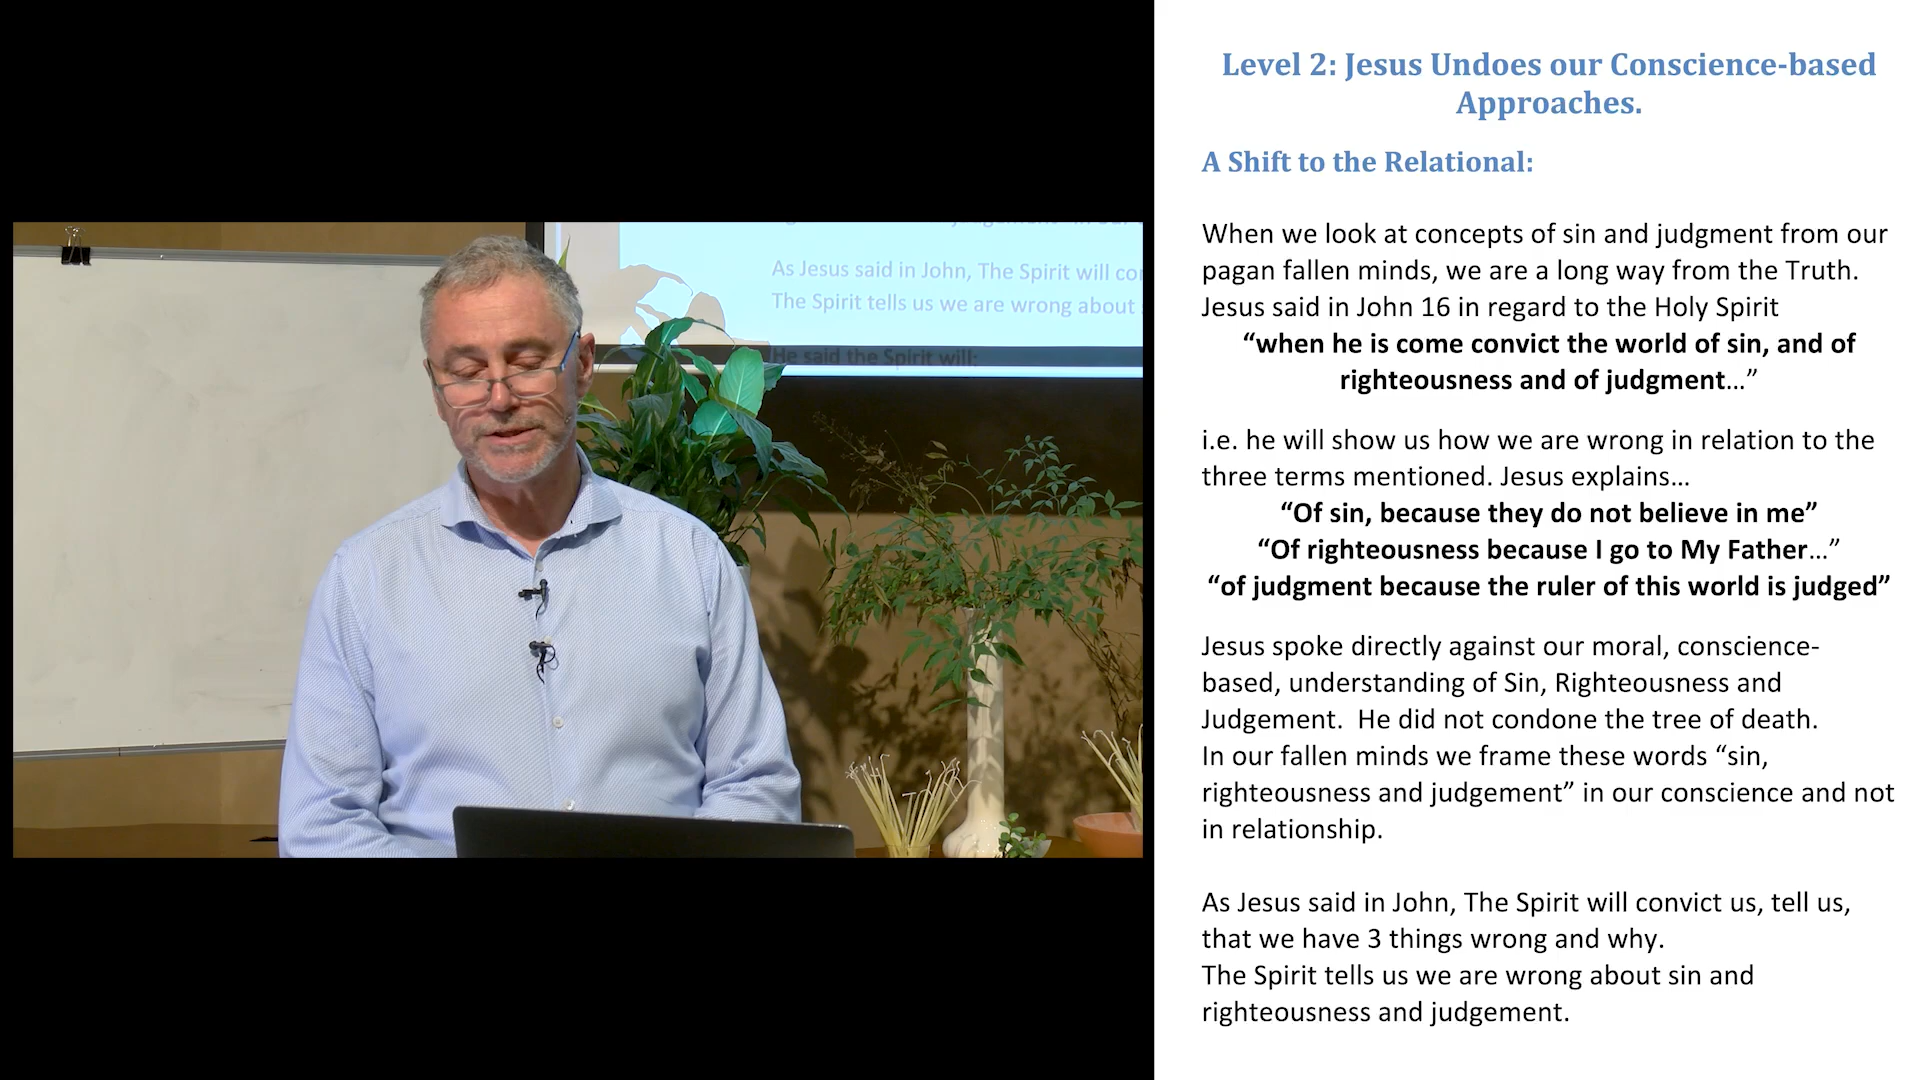 As Jesus said in John, The Spirit will co
The Spirit tells us we are wrong about
He said the Spirit will:
Level 2: Jesus Undoes our Conscience-based
Approaches.
A Shift to the Relational:
When we look at concepts of sin and judgment from our
pagan fallen minds, we are a long way from the Truth.
Jesus said in John 16 in regard to the Holy Spirit
“when he is come convict the world of sin, and of
righteousness and of judgment…”
i.e. he will show us how we are wrong in relation to the
three terms mentioned. Jesus explains…
“Of sin, because they do not believe in me”
“Of righteousness because I go to My Father…”
“of judgment because the ruler of this world is judged”
Jesus spoke directly against our moral, conscience-
based, understanding of Sin, Righteousness and
Judgement.  He did not condone the tree of death.
In our fallen minds we frame these words “sin,
righteousness and judgement” in our conscience and not
in relationship.
As Jesus said in John, The Spirit will convict us, tell us,
that we have 3 things wrong and why.
The Spirit tells us we are wrong about sin and
righteousness and judgement.